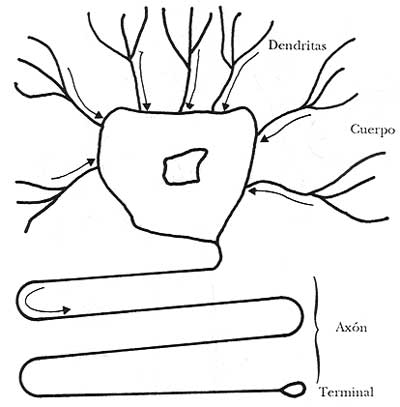 Dendritas
Cuerpo
Axón
Terminal